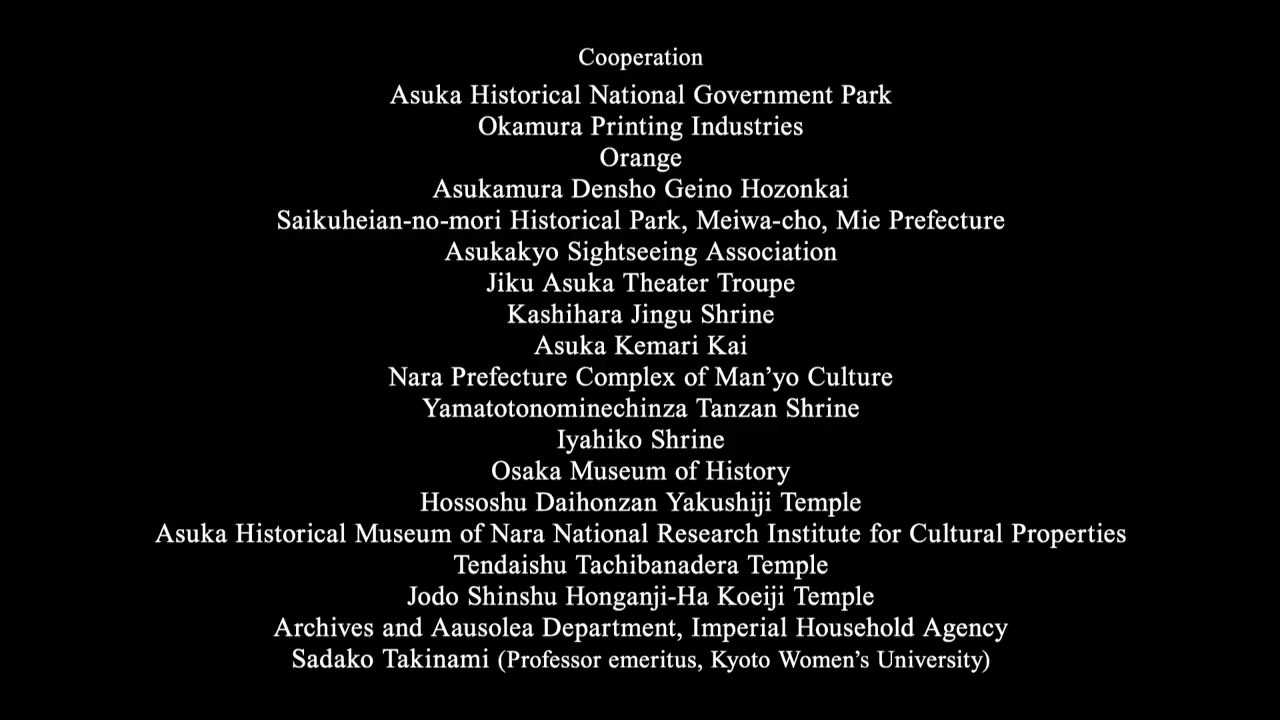 Cooperation
Asuka Historical National Government Park
Okamura Printing Industries
Orange
Asukamura Densho Geino Hozonkai
Saikuheian-no-mori Historical Park, Meiwa-cho, Mie Prefecture
Asukakyo Sightseeing Association
Jiku Asuka Theater Troupe
Kashihara Jingu Shrine
Asuka Kemari Kai
Nara Prefecture Complex of Man’yo Culture
Yamatotonominechinza Tanzan Shrine
Iyahiko Shrine
Osaka Museum of History
Hossoshu Daihonzan Yakushiji Temple
Asuka Historical Museum of Nara National Research Institute for Cultural Properties
Tendaishu Tachibanadera Temple
Jodo Shinshu Honganji-Ha Koeiji Temple
Archives and Aausolea Department, Imperial Household Agency
Sadako Takinami (Professor emeritus, Kyoto Women’s University)